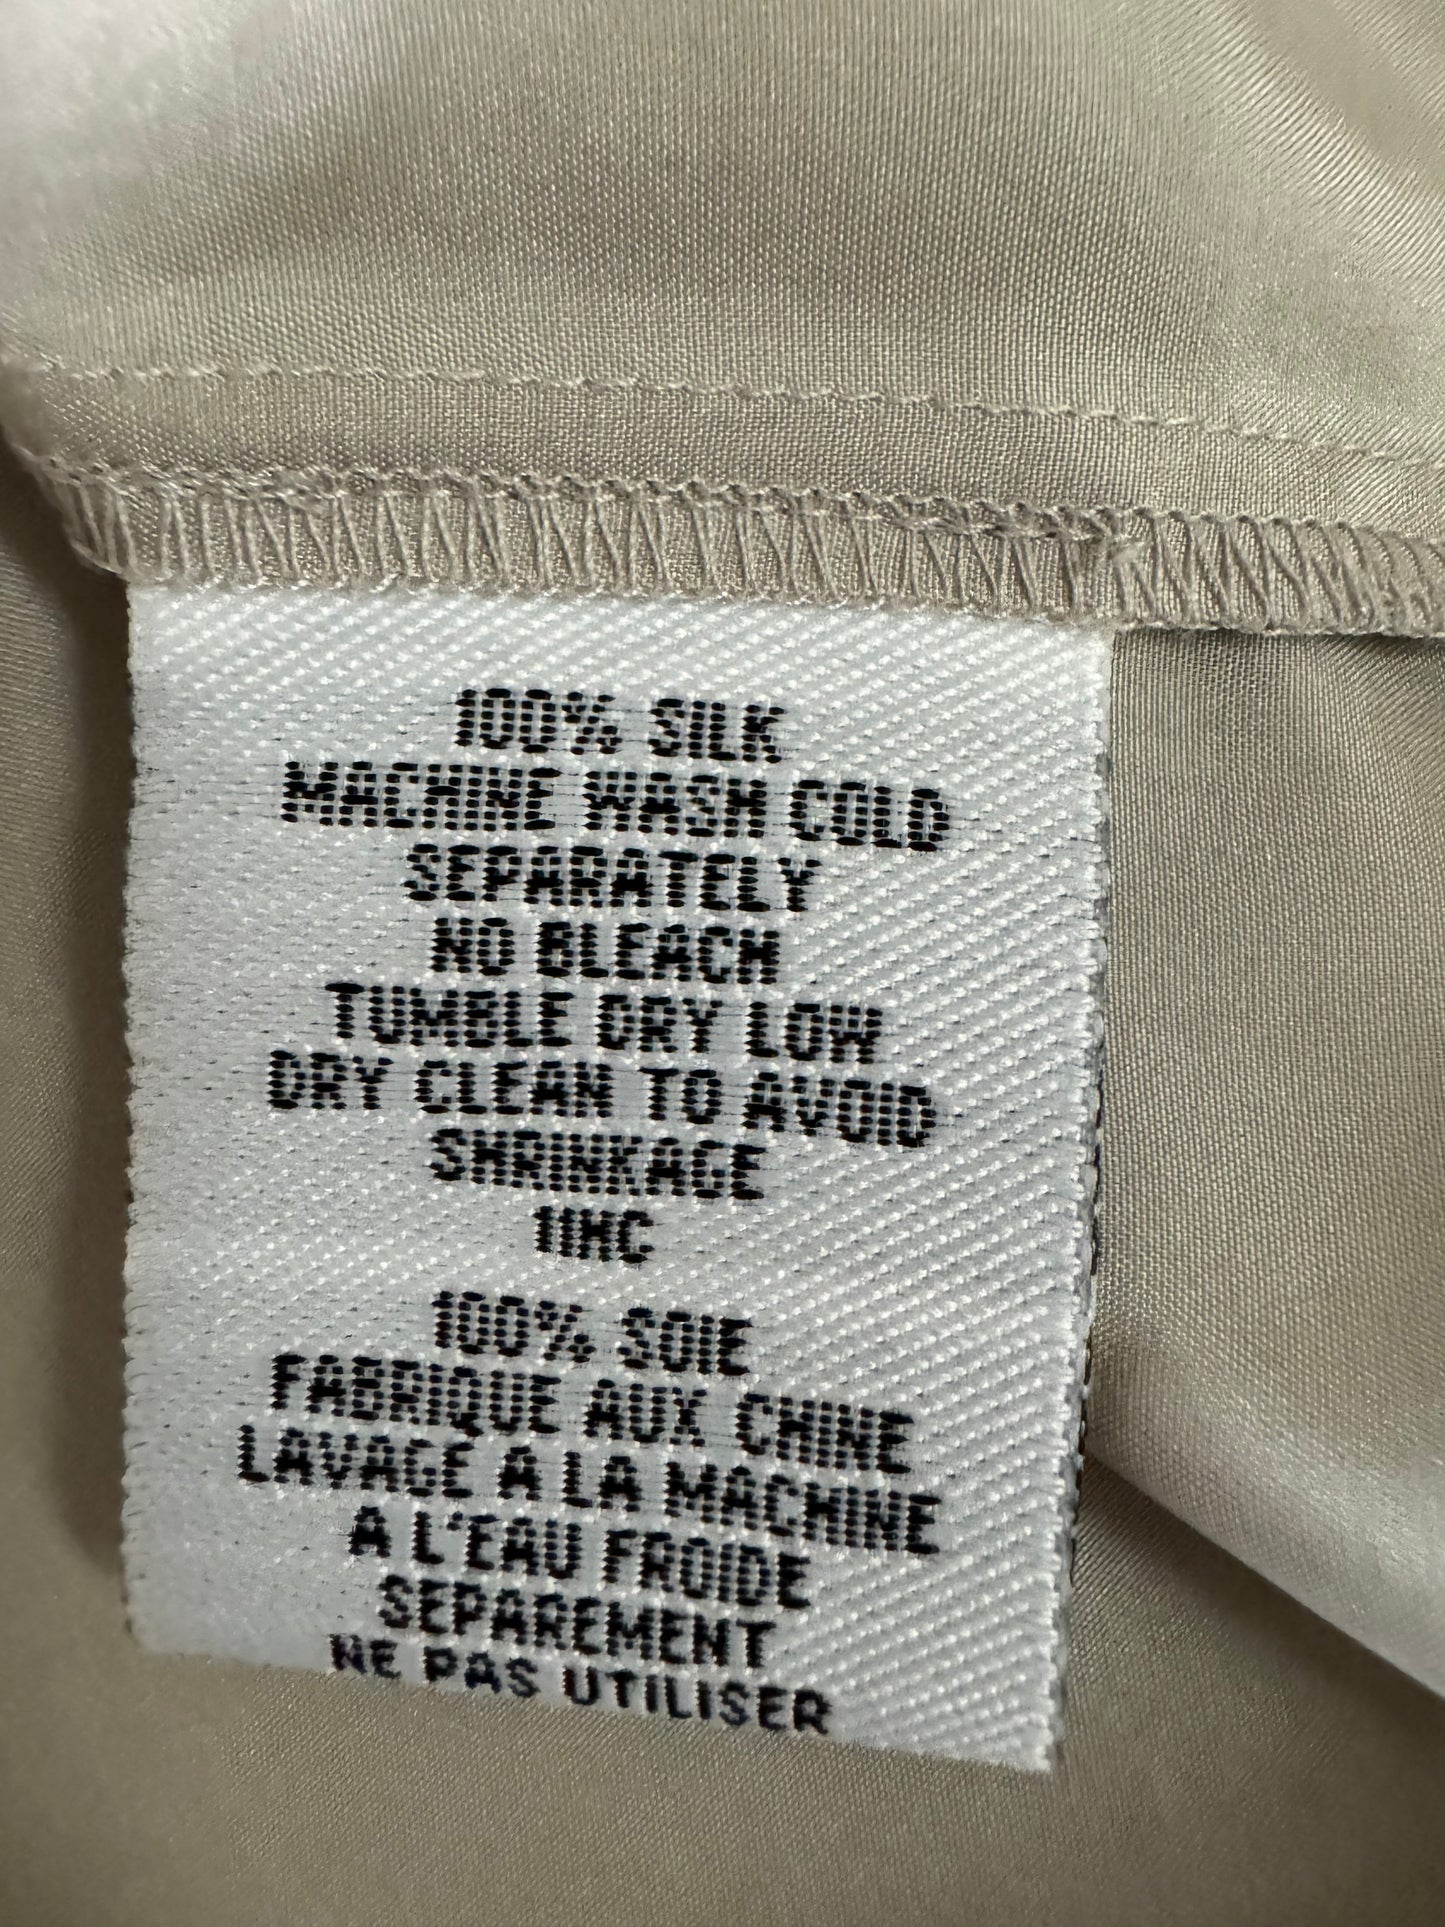 100% SILK
MACHINE WASH COLD
SEPARATELY
NO BLEACH
TUMBLE DRY LOW
DRY CLEAN TO AVOID
SHRINKAGE
11HC
100% SOIE
FABRIQUE AUX CHINE
LAVAGE A LA MACHINE
A L'EAU FROIDE
SEPAREMENT
NE PAS UTILISER